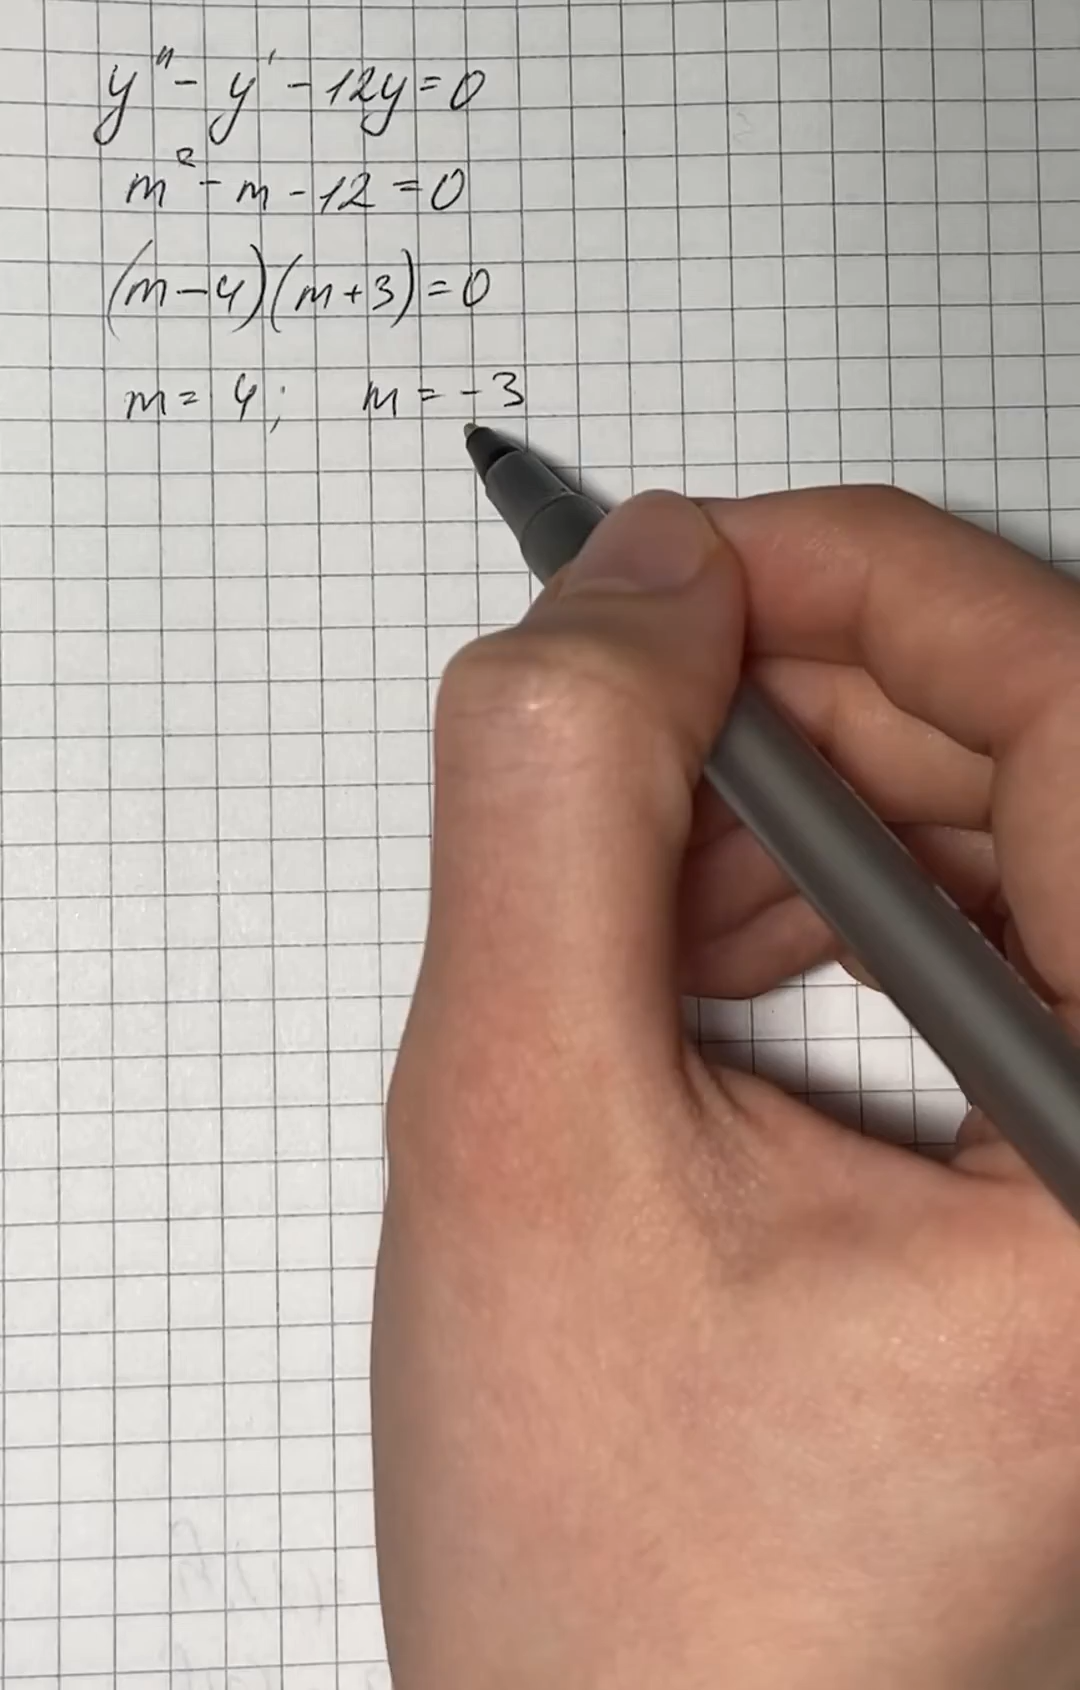 y'' - y' - 12y = 0
m² - m - 12 = 0
(m - 4)(m + 3) = 0
m = 4; m = -3